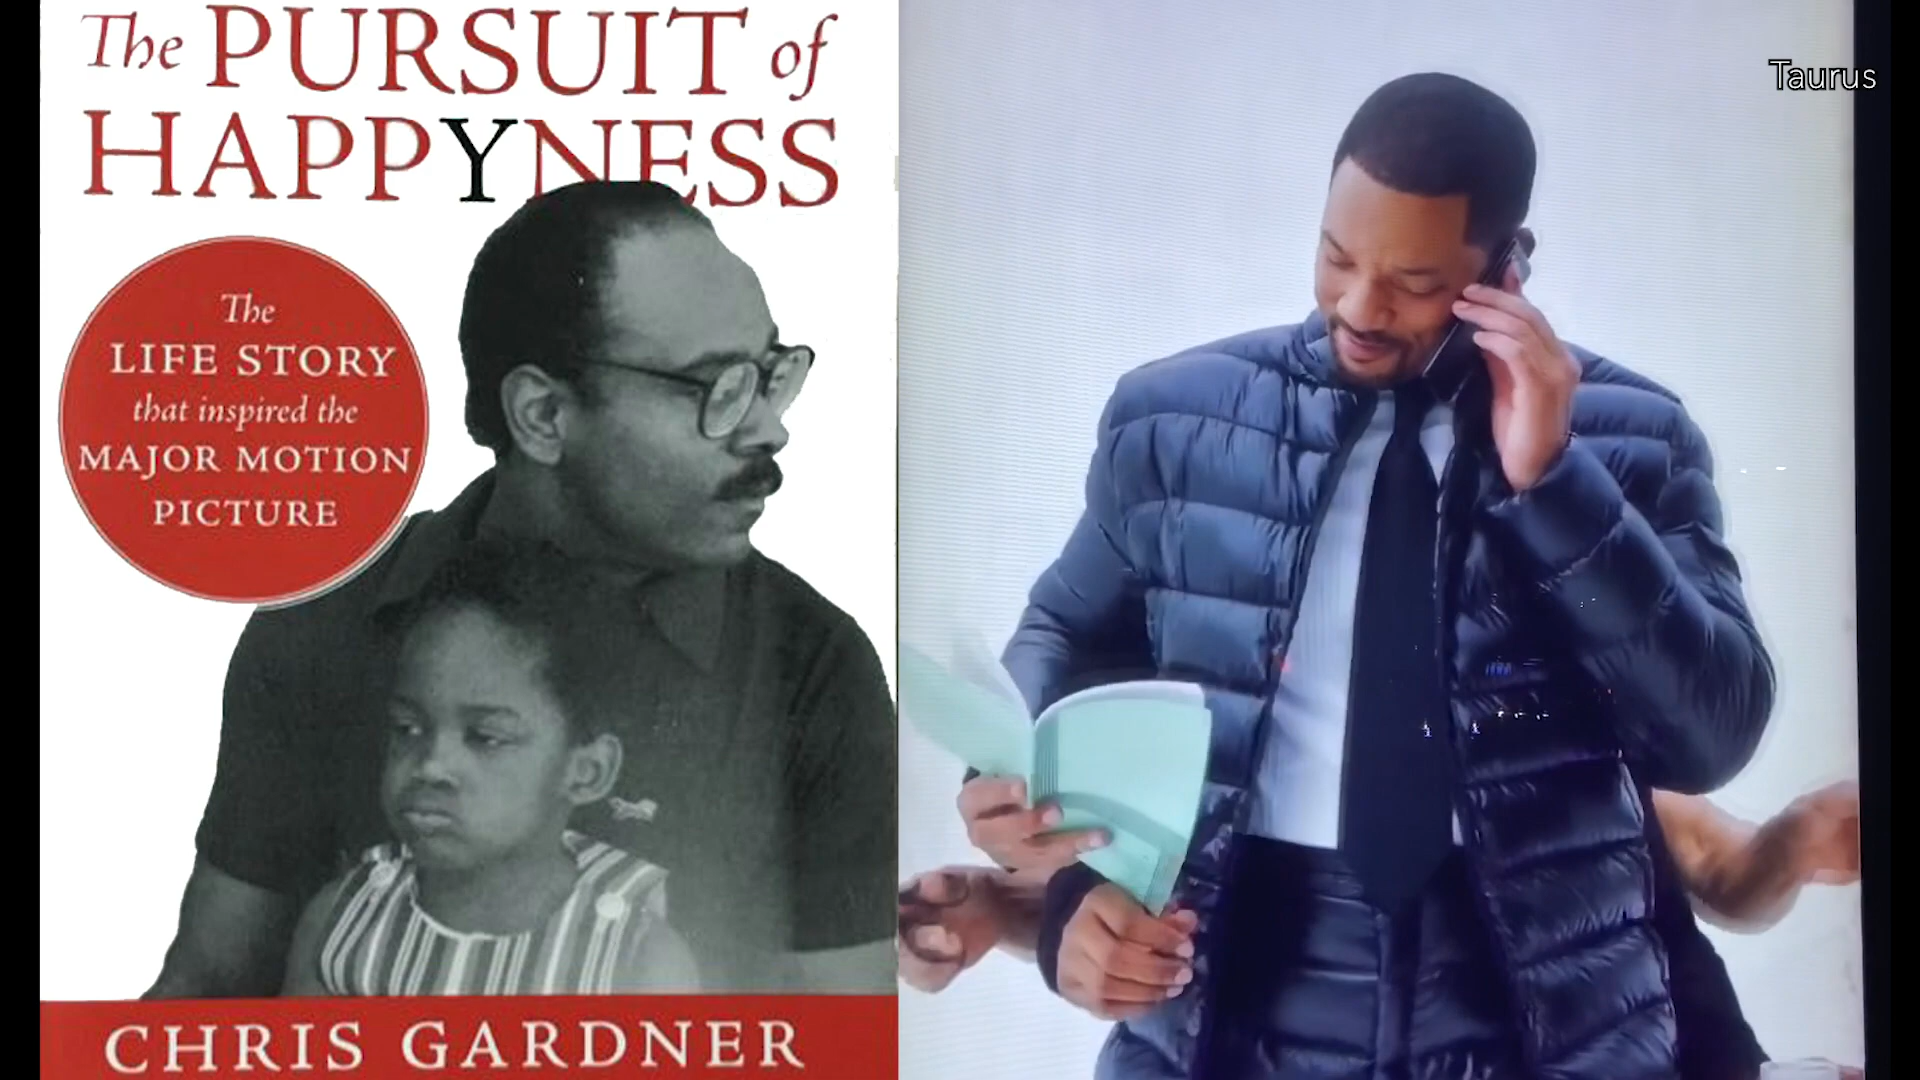 The PURSUIT of
HAPPYNESS
The
LIFE STORY
that inspired the
MAJOR MOTION
PICTURE
CHRIS GARDNER
Taurus